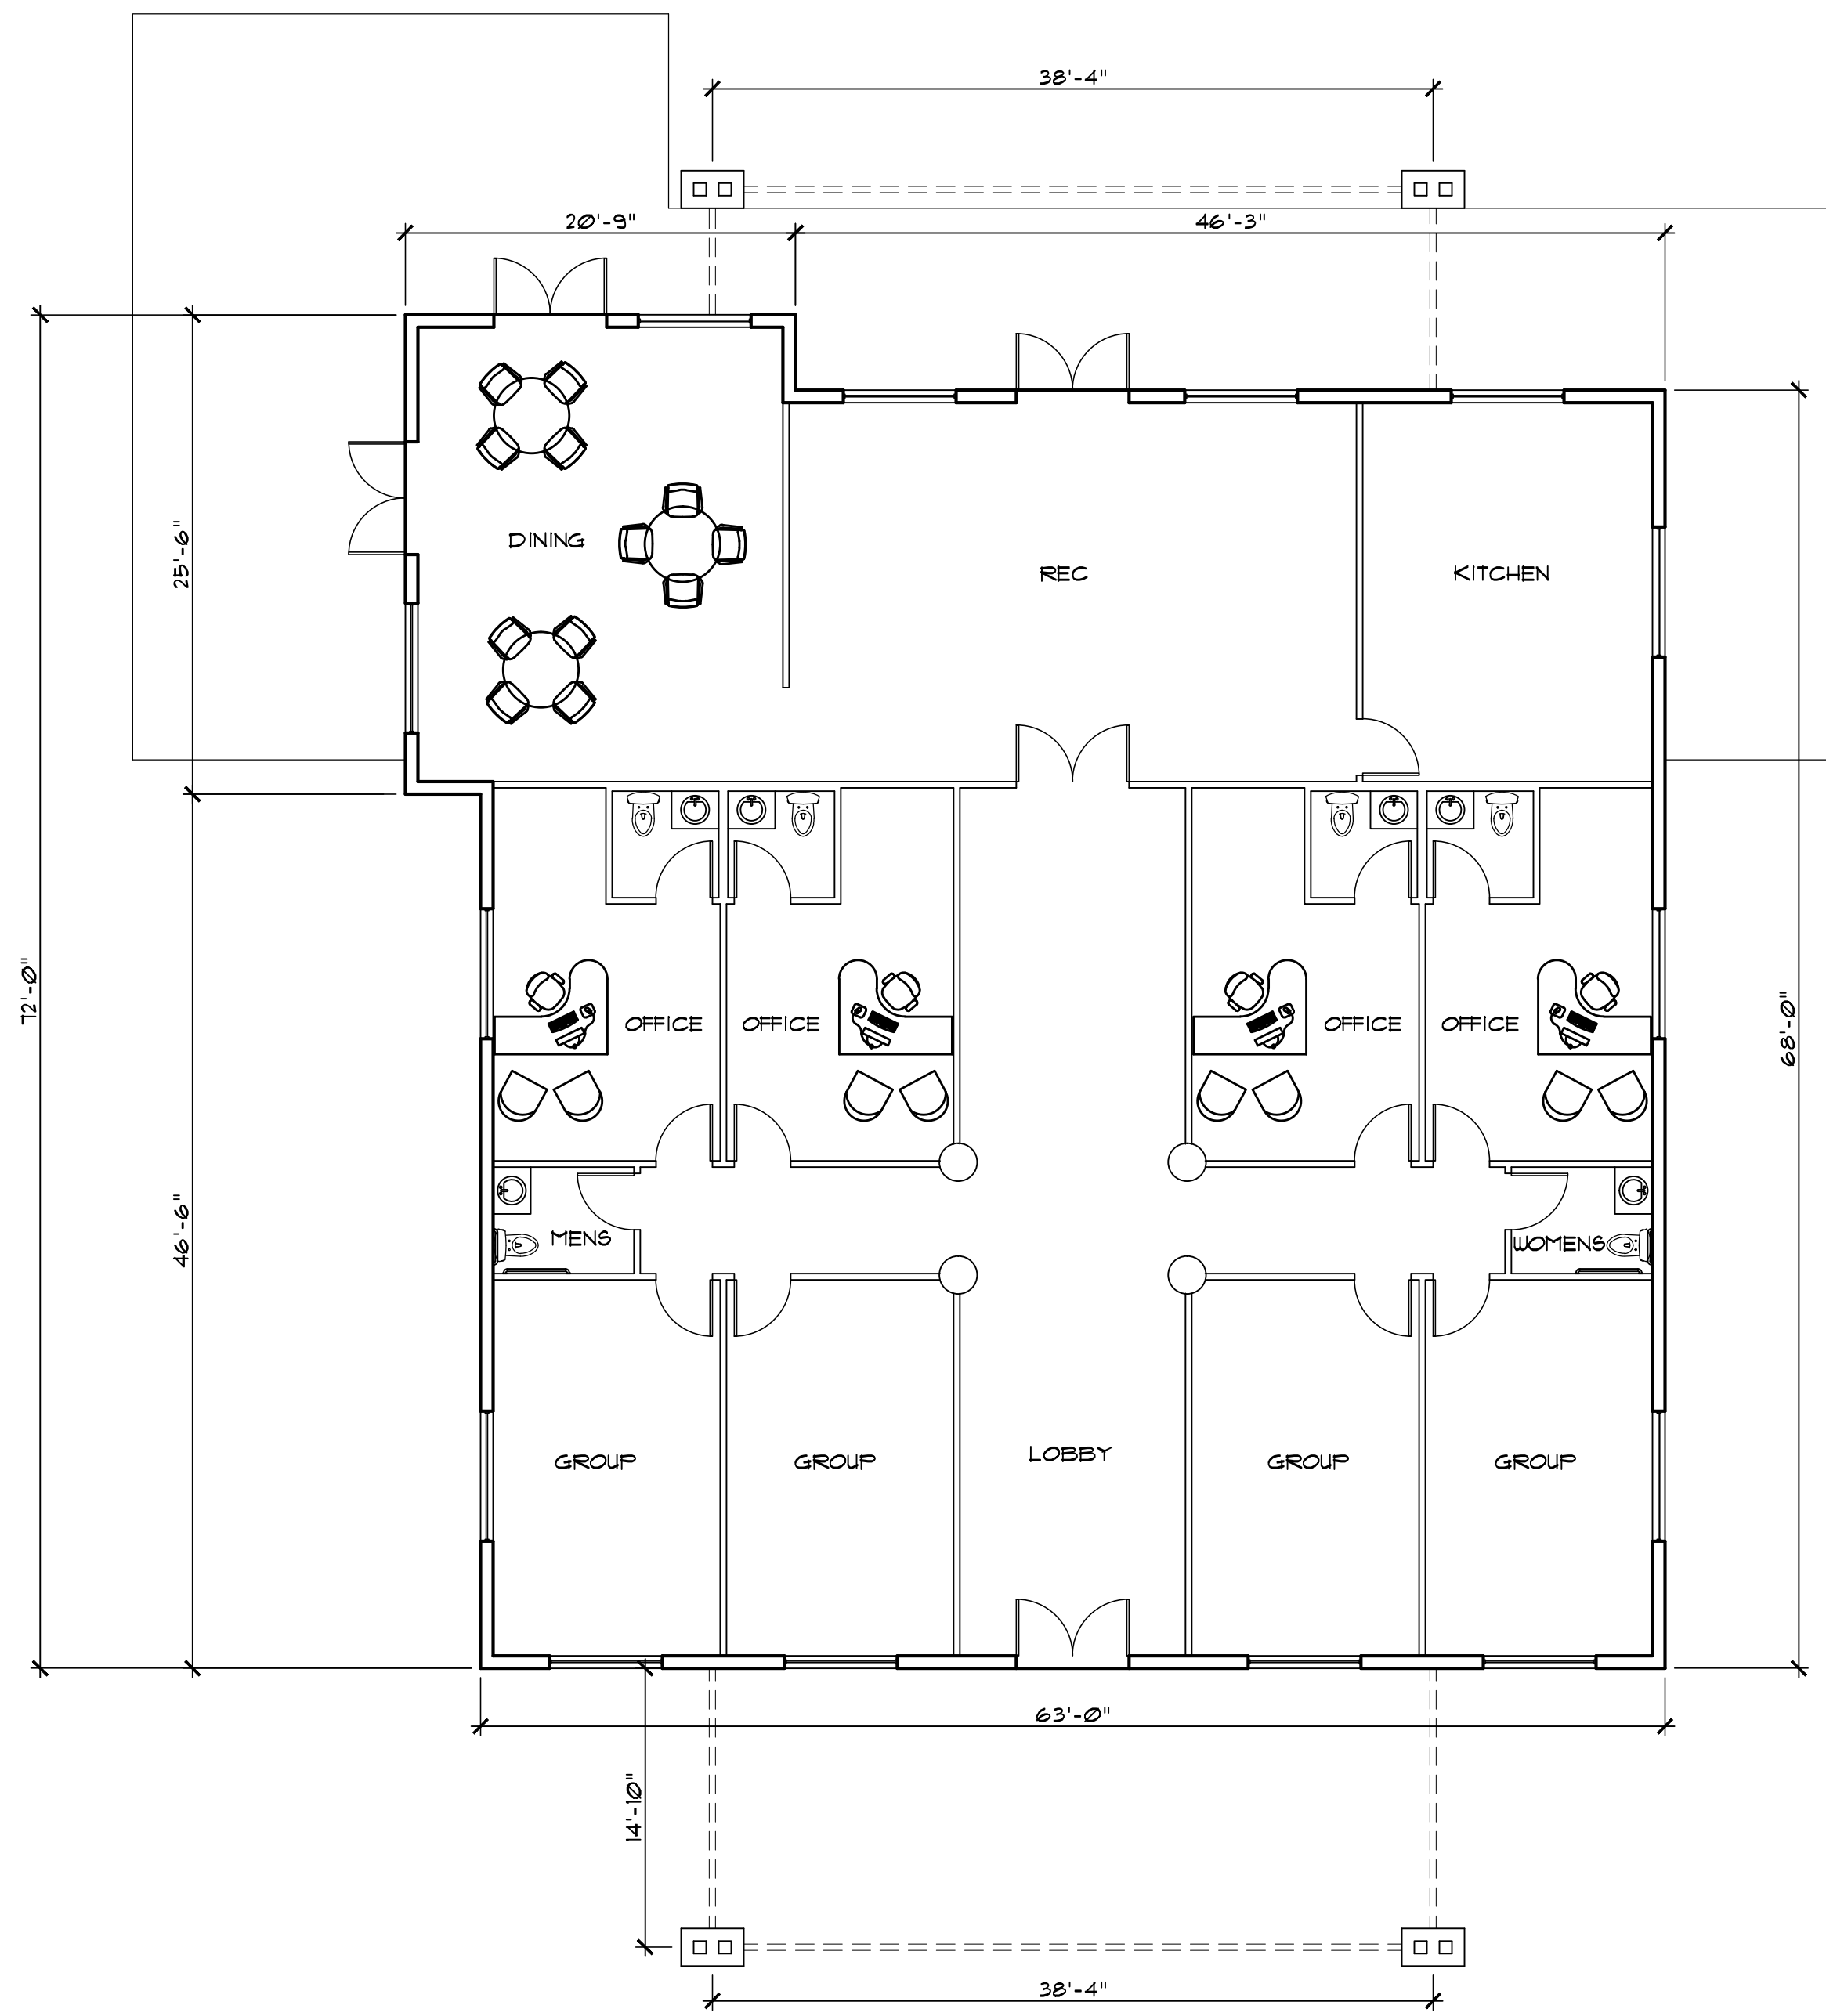 38'-4"
20'-9"
46'-3"
25'-6"
DINING
REC
KITCHEN
72'-0"
68'-0"
OFFICE
OFFICE
OFFICE
OFFICE
46'-6"
MENS
WOMENS
GROUP
GROUP
LOBBY
GROUP
GROUP
63'-0"
14'-10"
38'-4"